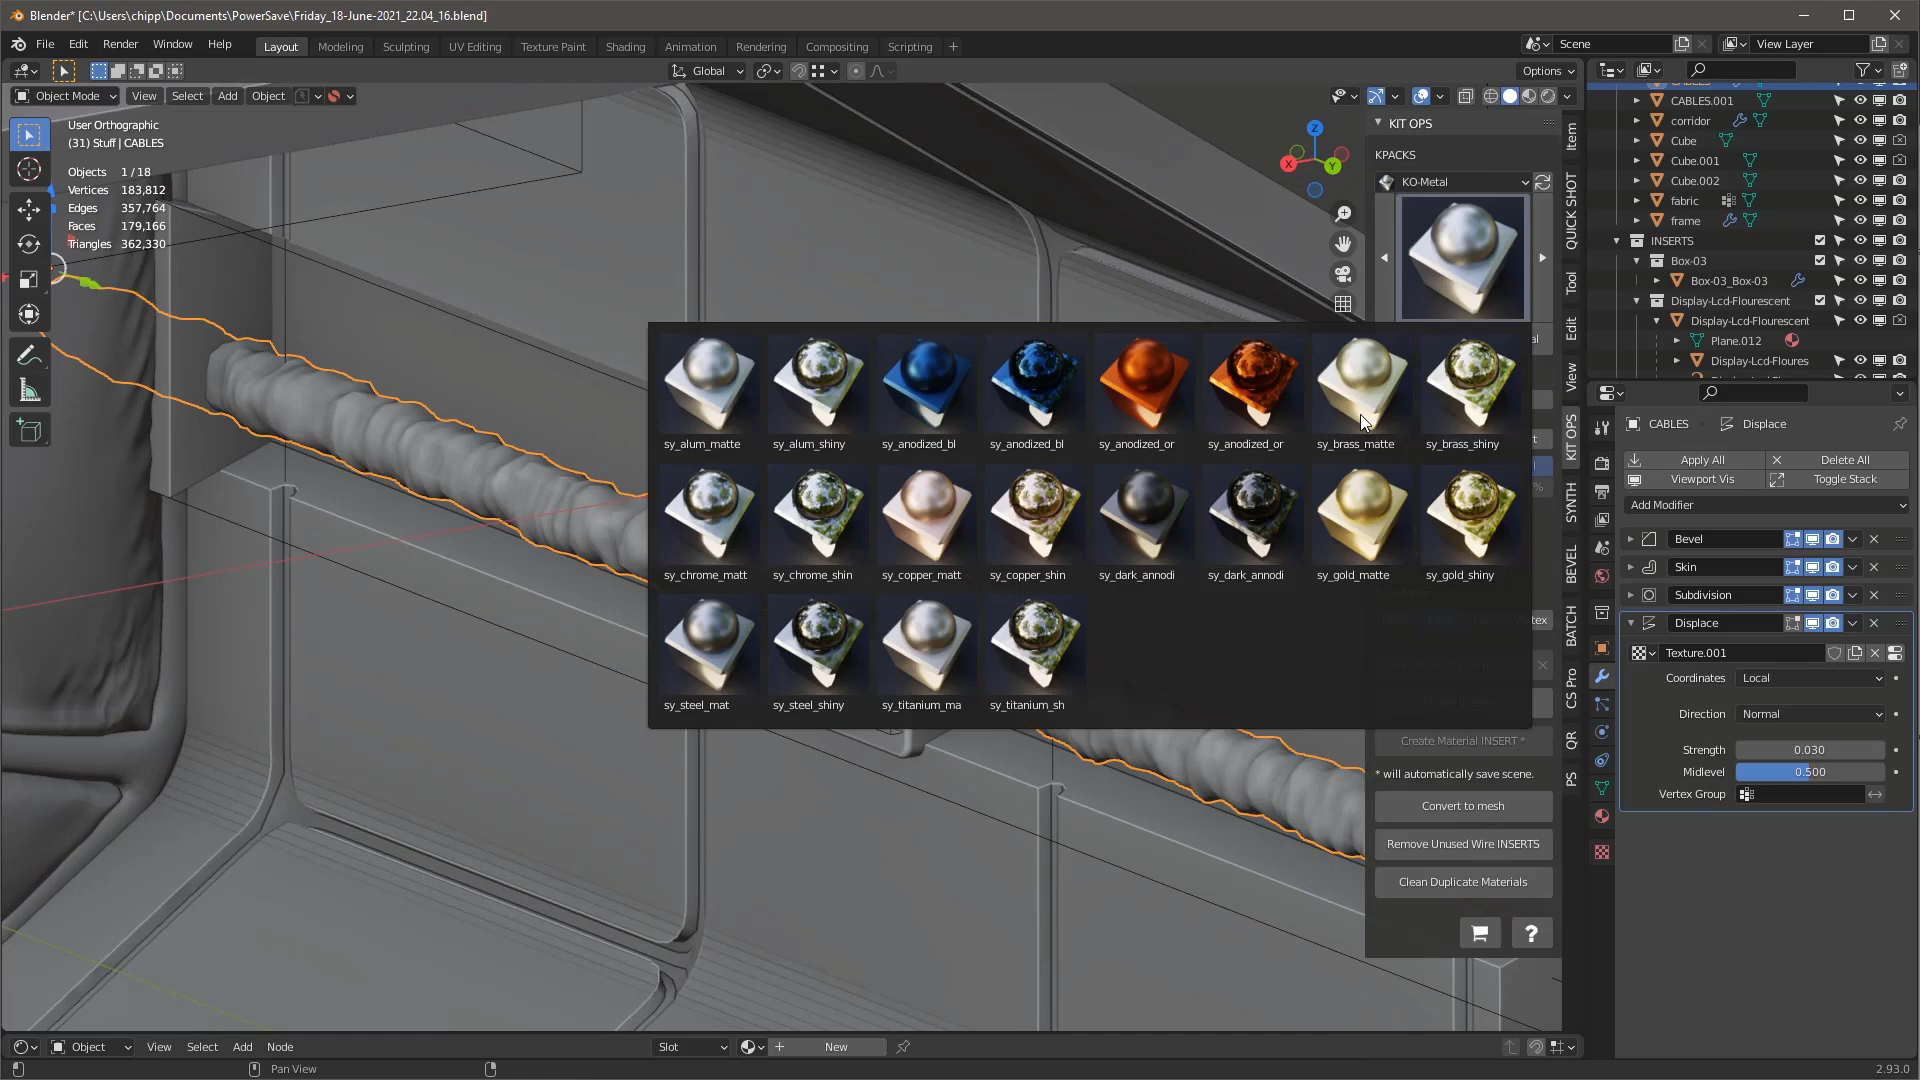 Blender* [C:\Users\chipp\Documents\PowerSave\Friday_18-June-2021_22.04_16.blend]
File Edit Render Window Help Layout Modeling Sculpting UV Editing Texture Paint Shading Animation Rendering Compositing Scripting + Scene View Layer
Global Options
Object Mode View Select Add Object
User Orthographic
(31) Stuff | CABLES
Objects 1 / 18
Vertices 183,812
Edges 357,764
Faces 179,166
Triangles 362,330
Z
X
Y
KIT OPS
KPACKS
KO-Metal
al
Item
QUICK SHOT
Tool
Edit
View
KIT OPS
SYNTH
BEVEL
BATCH
CS Pro
QR
PS
sy_alum_matte sy_alum_shiny sy_anodized_bl sy_anodized_bl sy_anodized_or sy_anodized_or sy_brass_matte sy_brass_shiny
sy_chrome_matt sy_chrome_shin sy_copper_matt sy_copper_shin sy_dark_annodi sy_dark_annodi sy_gold_matte sy_gold_shiny
sy_steel_mat sy_steel_shiny sy_titanium_ma sy_titanium_sh
%
tex
Create Material INSERT *
* will automatically save scene.
Convert to mesh
Remove Unused Wire INSERTS
Clean Duplicate Materials
?
CABLES.001
corridor
Cube
Cube.001
Cube.002
fabric
frame
INSERTS
Box-03
Box-03_Box-03
Display-Lcd-Flourescent
Display-Lcd-Flourescent
Plane.012
Display-Lcd-Floures
CABLES Displace
Apply All Delete All
Viewport Vis Toggle Stack
Add Modifier
Bevel
Skin
Subdivision
Displace
Texture.001
Coordinates Local
Direction Normal
Strength 0.030
Midlevel 0.500
Vertex Group
Object View Select Add Node Slot + New
Pan View 2.93.0